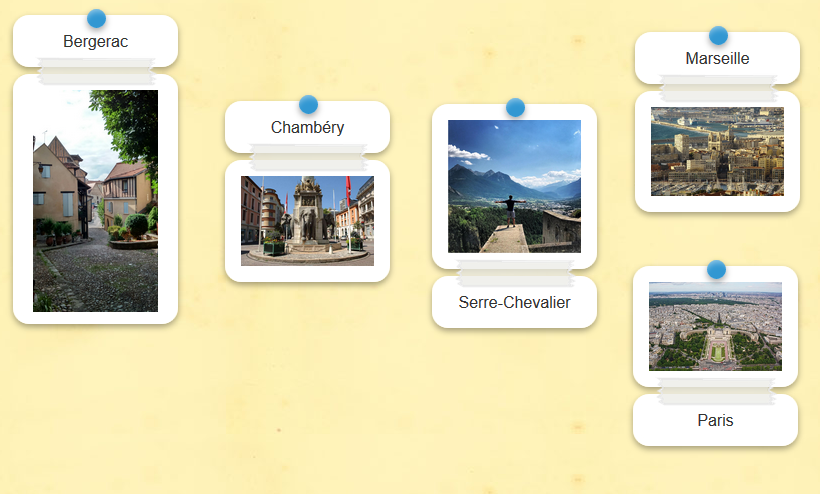 Bergerac
Chambéry
Serre-Chevalier
Marseille
Paris